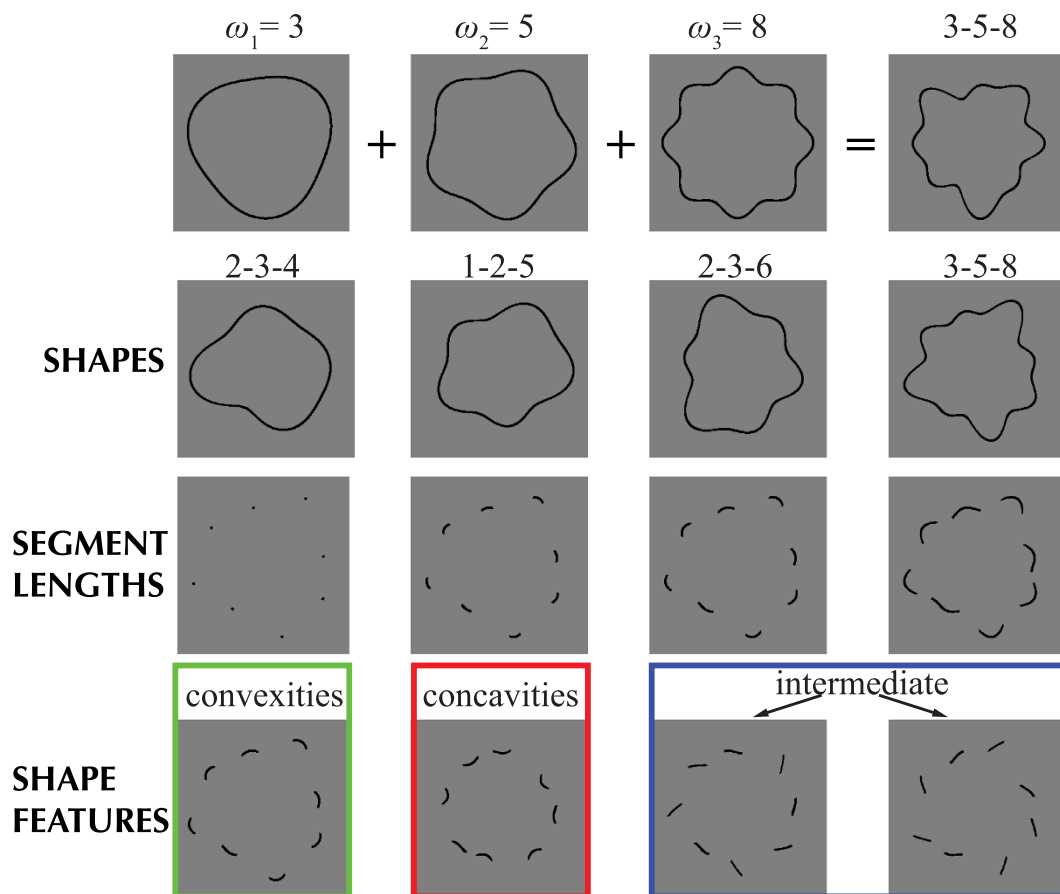 ω₁= 3 ω₂= 5 ω₃= 8 3-5-8
+ + =
2-3-4 1-2-5 2-3-6 3-5-8
SHAPES
SEGMENT
LENGTHS
convexities concavities intermediate
SHAPE
FEATURES